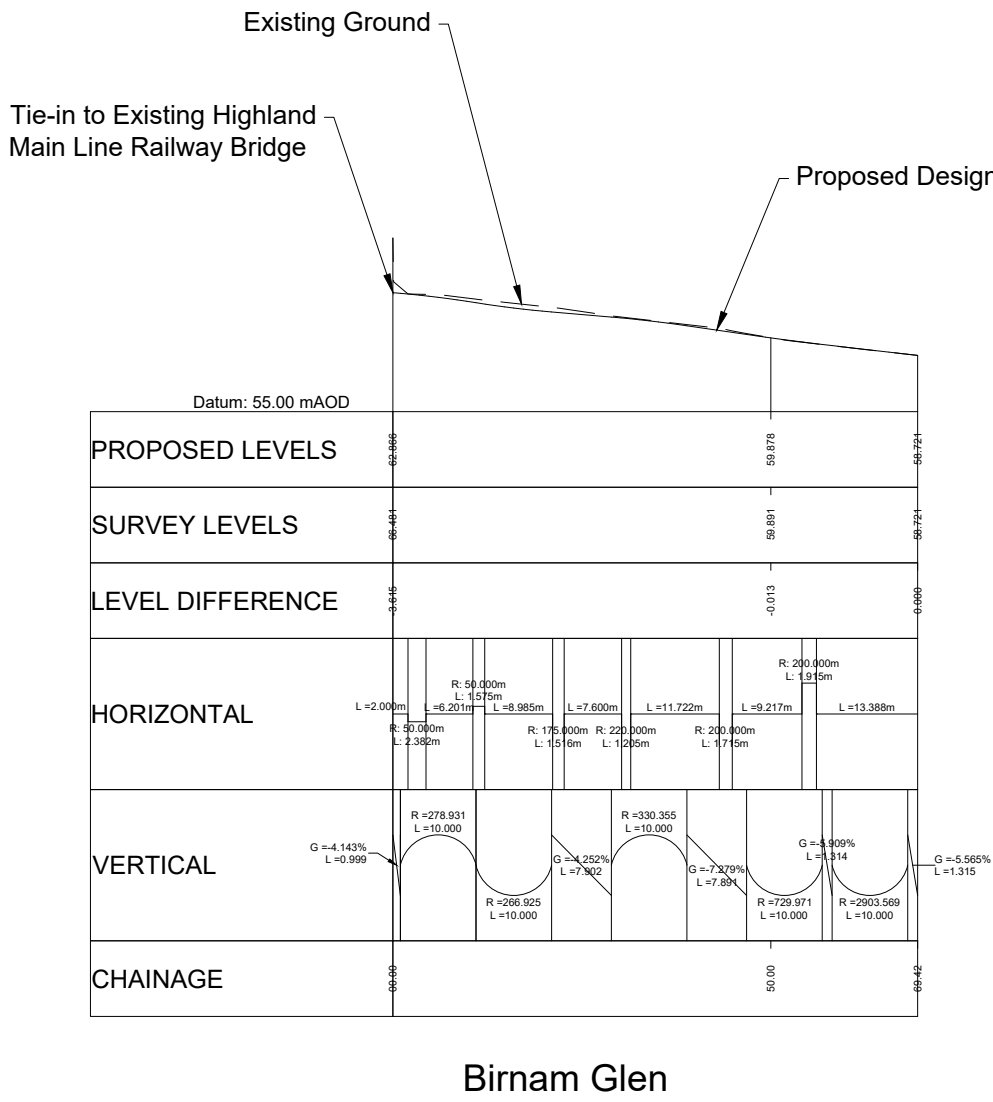 Existing Ground
Tie-in to Existing Highland
Main Line Railway Bridge
Proposed Design
Datum: 55.00 mAOD
PROPOSED LEVELS
62.866
59.878
58.721
SURVEY LEVELS
66.481
59.891
58.721
LEVEL DIFFERENCE
-3.615
-0.013
0.000
HORIZONTAL
L =2.000m
R: 50.000m
L: 2.382m
L =6.201m
R: 50.000m
L: 1.575m
L =8.985m
R: 175.000m
L: 1.516m
L =7.600m
R: 220.000m
L: 1.205m
L =11.722m
R: 200.000m
L: 1.715m
L =9.217m
R: 200.000m
L: 1.915m
L =13.388m
VERTICAL
G =-4.143%
L =0.999
R =278.931
L =10.000
R =266.925
L =10.000
G =-4.252%
L =7.902
R =330.355
L =10.000
G =-7.279%
L =7.891
R =729.971
L =10.000
G =-5.909%
L =1.314
R =2903.569
L =10.000
G =-5.565%
L =1.315
CHAINAGE
00.00
50.00
69.42
Birnam Glen